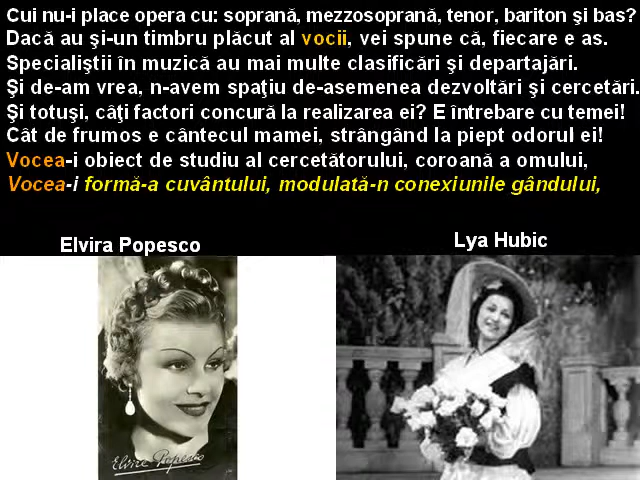 Cui nu-i place opera cu: soprană, mezzosoprană, tenor, bariton şi bas?
Dacă au şi-un timbru plăcut al vocii, vei spune că, fiecare e as.
Specialiştii în muzică au mai multe clasificări şi departajări.
Şi de-am vrea, n-avem spaţiu de-asemenea dezvoltări şi cercetări.
Şi totuşi, câţi factori concură la realizarea ei? E întrebare cu temei!
Cât de frumos e cântecul mamei, strângând la piept odorul ei!
Vocea-i obiect de studiu al cercetătorului, coroană a omului,
Vocea-i formă-a cuvântului, modulată-n conexiunile gândului,
Elvira Popesco
Lya Hubic
Elvire Popesco